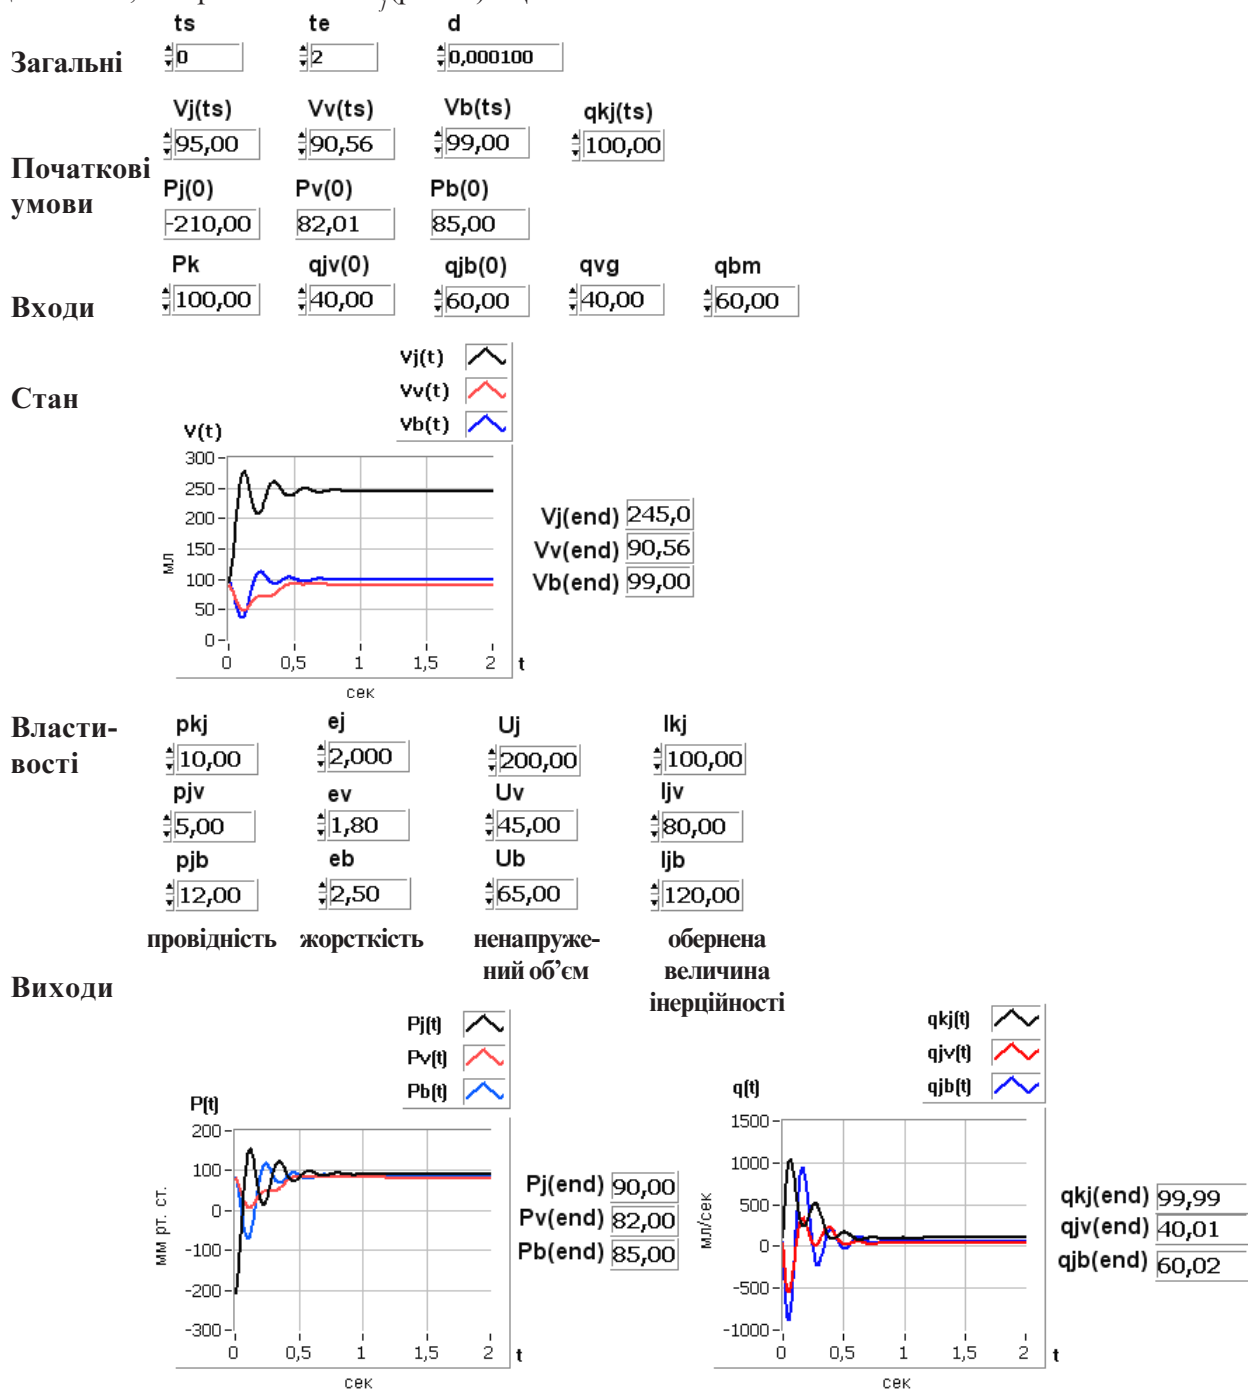 ts te d
Загальні 0 2 0,000100
Vj(ts) Vv(ts) Vb(ts) qkj(ts)
95,00 90,56 99,00 100,00
Початкові
умови
Pj(0) Pv(0) Pb(0)
-210,00 82,01 85,00
Pk qjv(0) qjb(0) qvg qbm
Входи 100,00 40,00 60,00 40,00 60,00
Vj(t)
Vv(t)
Vb(t)
Стан
V(t)
300
250
200
150
100
50
0
мл
0 0,5 1 1,5 2 t
сек
Vj(end) 245,0
Vv(end) 90,56
Vb(end) 99,00
Власти-
вості
pkj ej Uj lkj
10,00 2,000 200,00 100,00
pjv ev Uv ljv
5,00 1,80 45,00 80,00
pjb eb Ub ljb
12,00 2,50 65,00 120,00
провідність жорсткість ненапруже-
ний об’єм
обернена
величина
інерційності
Виходи
Pj(t)
Pv(t)
Pb(t)
P(t)
200
100
0
-100
-200
-300
мм рт. ст.
0 0,5 1 1,5 2 t
сек
Pj(end) 90,00
Pv(end) 82,00
Pb(end) 85,00
qkj(t)
qjv(t)
qjb(t)
q(t)
1500
1000
500
0
-500
-1000
мл/сек
0 0,5 1 1,5 2 t
сек
qkj(end) 99,99
qjv(end) 40,01
qjb(end) 60,02